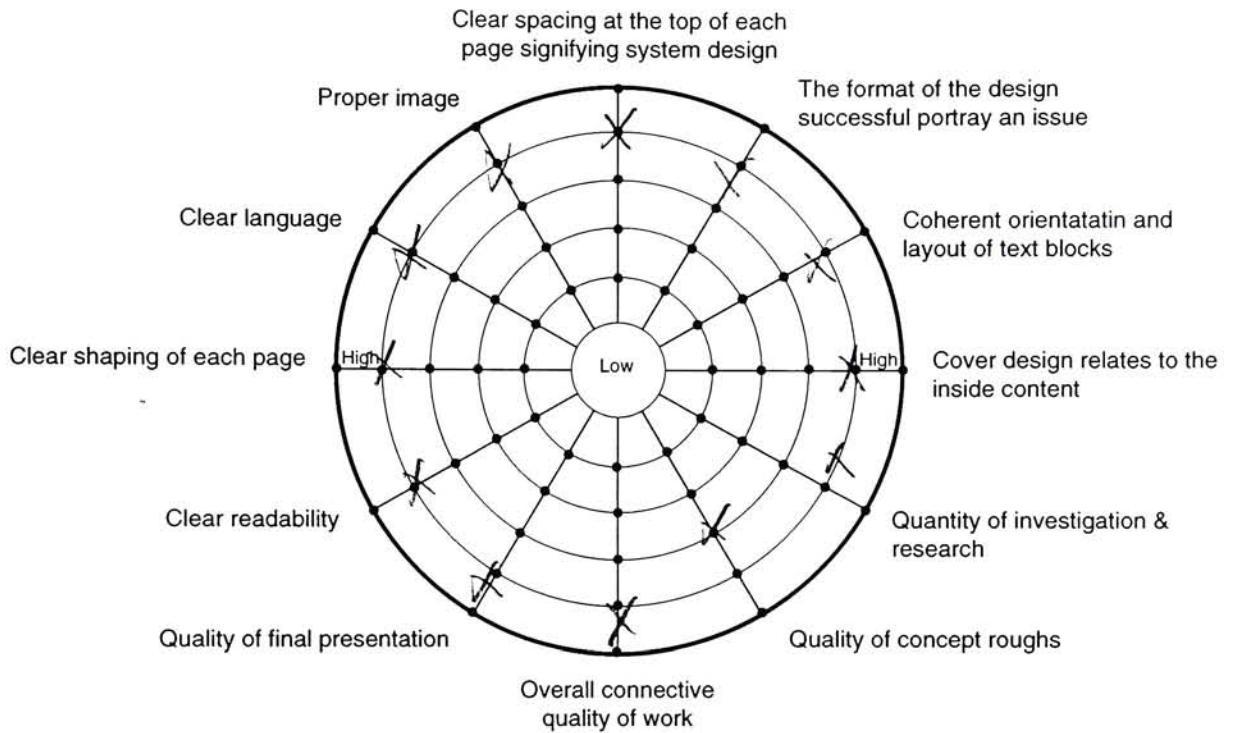 Clear spacing at the top of each
page signifying system design
Proper image
The format of the design
successful portray an issue
Clear language
Coherent orientatatin and
layout of text blocks
Clear shaping of each page
High
Low
High
Cover design relates to the
inside content
Clear readability
Quantity of investigation &
research
Quality of final presentation
Quality of concept roughs
Overall connective
quality of work